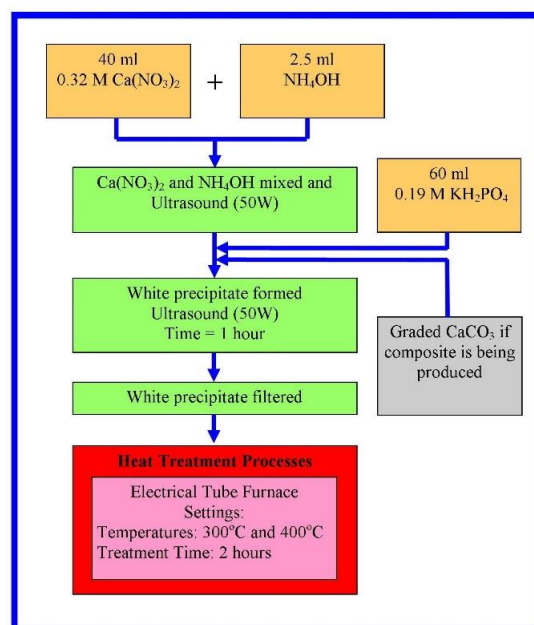 40 ml
0.32 M Ca(NO₃)₂
+
2.5 ml
NH₄OH
Ca(NO₃)₂ and NH₄OH mixed and
Ultrasound (50W)
60 ml
0.19 M KH₂PO₄
White precipitate formed
Ultrasound (50W)
Time = 1 hour
Graded CaCO₃ if
composite is being
produced
White precipitate filtered
Heat Treatment Processes
Electrical Tube Furnace
Settings:
Temperatures: 300°C and 400°C
Treatment Time: 2 hours